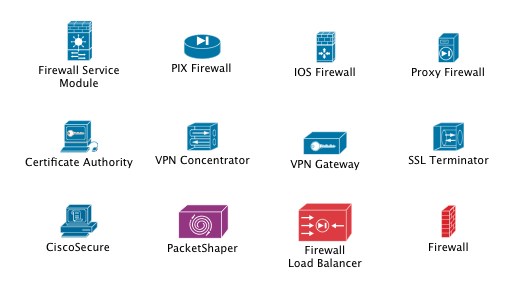 Firewall Service
Module
PIX Firewall
IOS Firewall
Proxy Firewall
Certificate Authority
VPN Concentrator
VPN Gateway
SSL Terminator
CiscoSecure
PacketShaper
Firewall
Load Balancer
Firewall